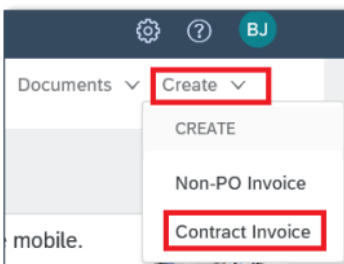 BJ
Documents Create
CREATE
Non-PO Invoice
Contract Invoice
mobile.